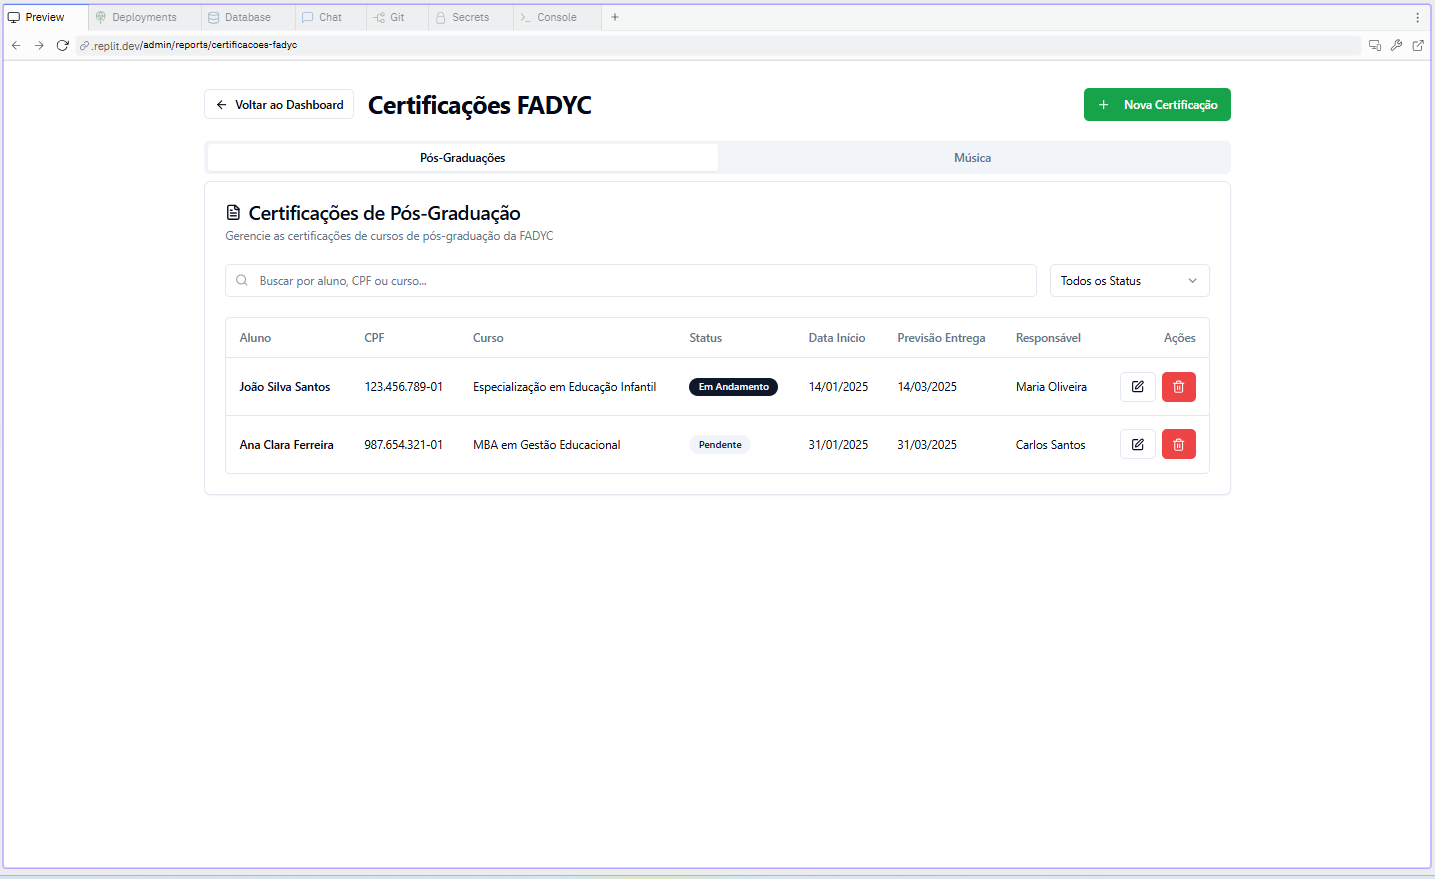 Preview Deployments Database Chat Git Secrets Console
.replit.dev/admin/reports/certificacoes-fadyc
Voltar ao Dashboard Certificações FADYC Nova Certificação
Pós-Graduações Música
Certificações de Pós-Graduação
Gerencie as certificações de cursos de pós-graduação da FADYC
Buscar por aluno, CPF ou curso... Todos os Status
Aluno CPF Curso Status Data Início Previsão Entrega Responsável Ações
João Silva Santos 123.456.789-01 Especialização em Educação Infantil Em Andamento 14/01/2025 14/03/2025 Maria Oliveira
Ana Clara Ferreira 987.654.321-01 MBA em Gestão Educacional Pendente 31/01/2025 31/03/2025 Carlos Santos